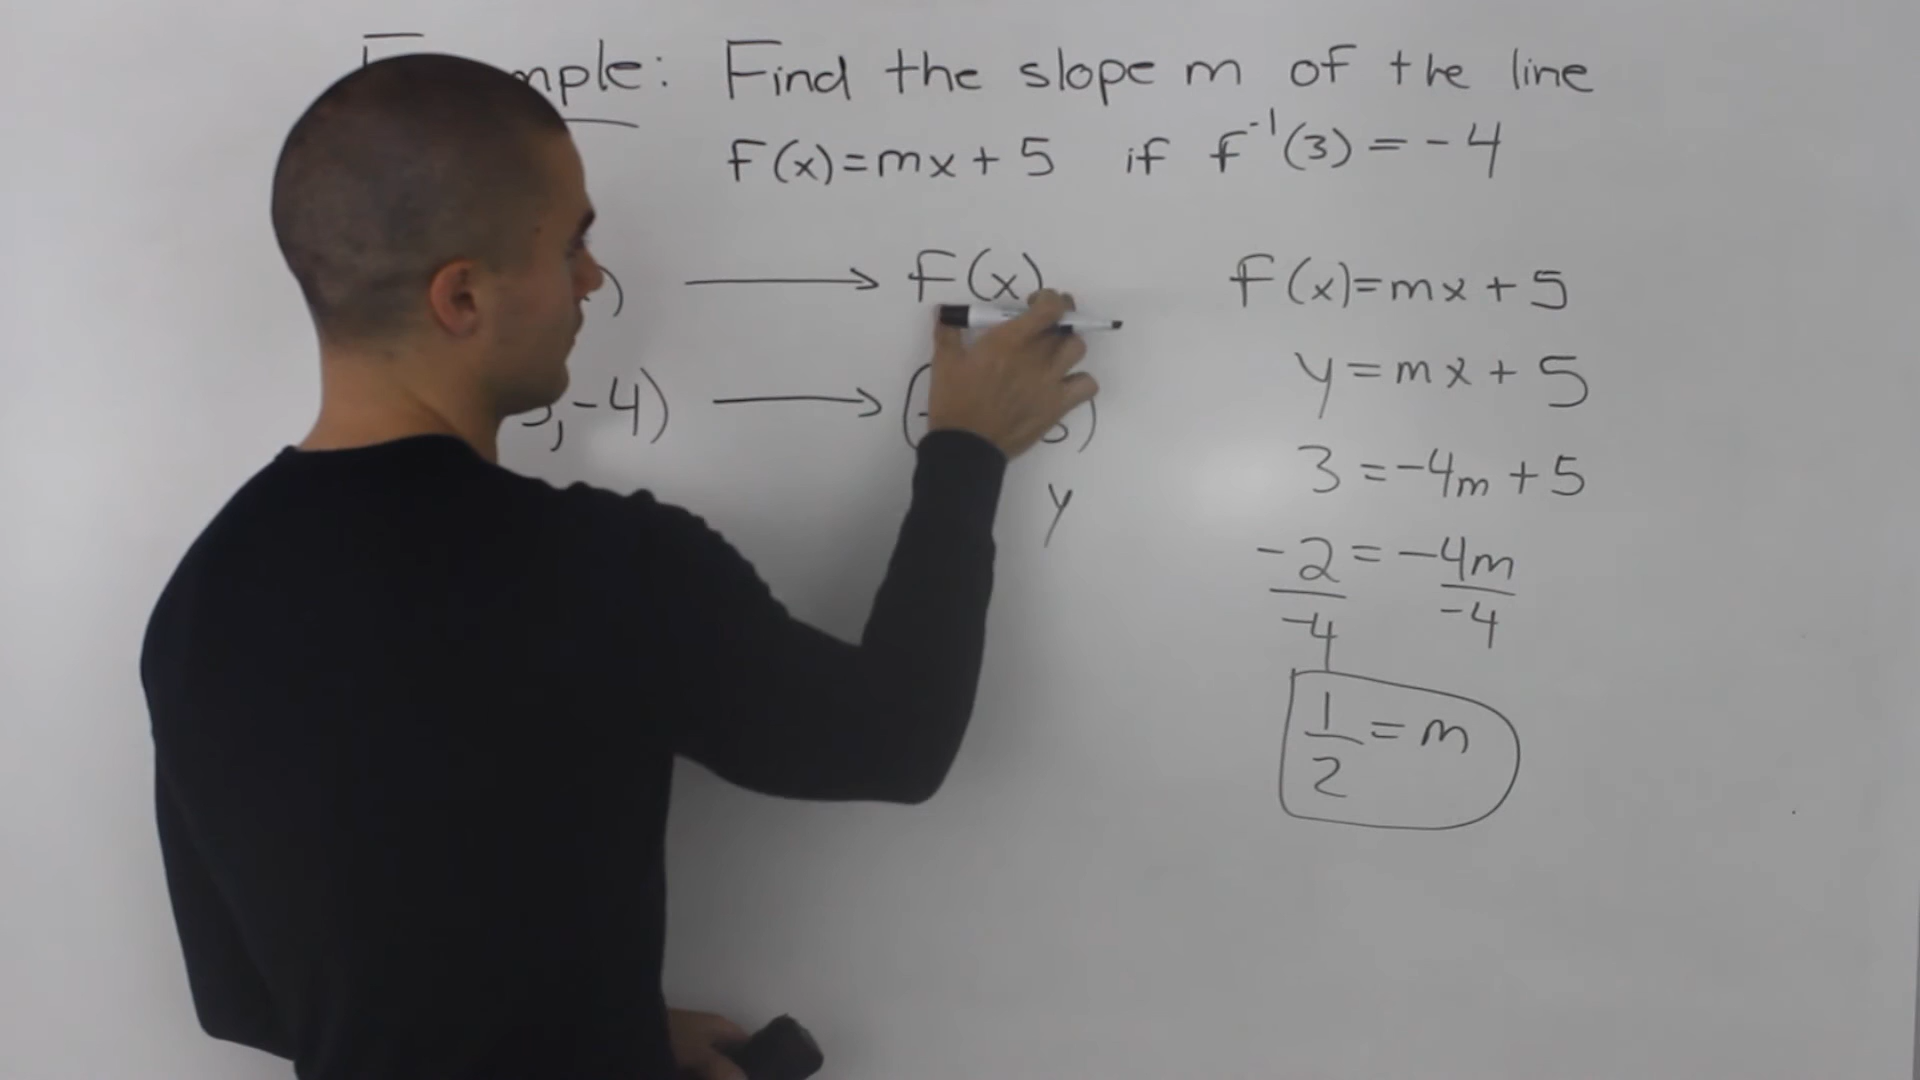 mple: Find the slope m of the line
F(x)=mx+5 if f⁻¹(3)=-4
) ⟶ F(x)
,-4) ⟶ ( )
y
F(x)=mx+5
y=mx+5
3=-4m+5
-2=-4m
-4 -4
1/2=m